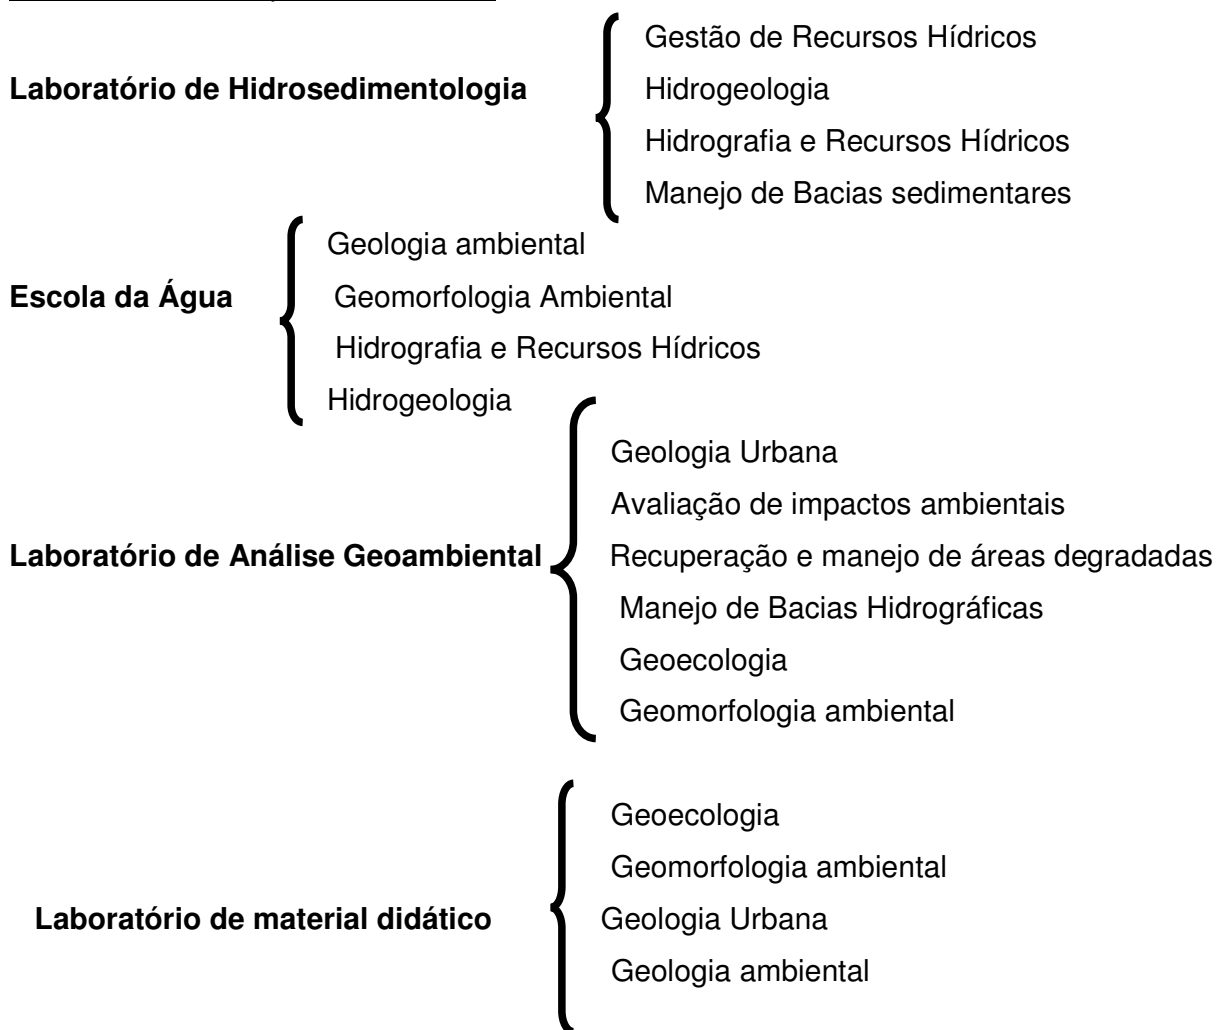 Laboratório de Hidrosedimentologia
Gestão de Recursos Hídricos
Hidrogeologia
Hidrografia e Recursos Hídricos
Manejo de Bacias sedimentares
Escola da Água
Geologia ambiental
Geomorfologia Ambiental
Hidrografia e Recursos Hídricos
Hidrogeologia
Laboratório de Análise Geoambiental
Geologia Urbana
Avaliação de impactos ambientais
Recuperação e manejo de áreas degradadas
Manejo de Bacias Hidrográficas
Geoecologia
Geomorfologia ambiental
Laboratório de material didático
Geoecologia
Geomorfologia ambiental
Geologia Urbana
Geologia ambiental